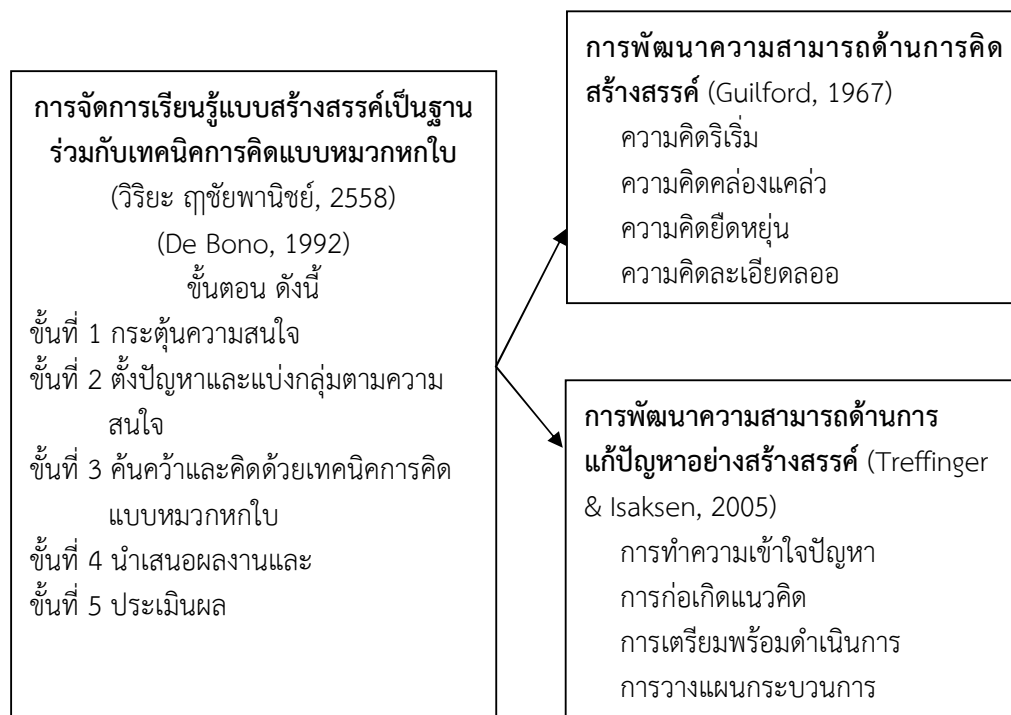 การจัดการเรียนรู้แบบสร้างสรรค์เป็นฐาน
ร่วมกับเทคนิคการคิดแบบหมวกหกใบ
(วิริยะ ฤๅชัยพานิชย์, 2558)
(De Bono, 1992)
ขั้นตอน ดังนี้
ขั้นที่ 1 กระตุ้นความสนใจ
ขั้นที่ 2 ตั้งปัญหาและแบ่งกลุ่มตามความ
สนใจ
ขั้นที่ 3 ค้นคว้าและคิดด้วยเทคนิคการคิด
แบบหมวกหกใบ
ขั้นที่ 4 นำเสนอผลงานและ
ขั้นที่ 5 ประเมินผล
การพัฒนาความสามารถด้านการคิด
สร้างสรรค์ (Guilford, 1967)
ความคิดริเริ่ม
ความคิดคล่องแคล่ว
ความคิดยืดหยุ่น
ความคิดละเอียดลออ
การพัฒนาความสามารถด้านการ
แก้ปัญหาอย่างสร้างสรรค์ (Treffinger
& Isaksen, 2005)
การทำความเข้าใจปัญหา
การก่อเกิดแนวคิด
การเตรียมพร้อมดำเนินการ
การวางแผนกระบวนการ